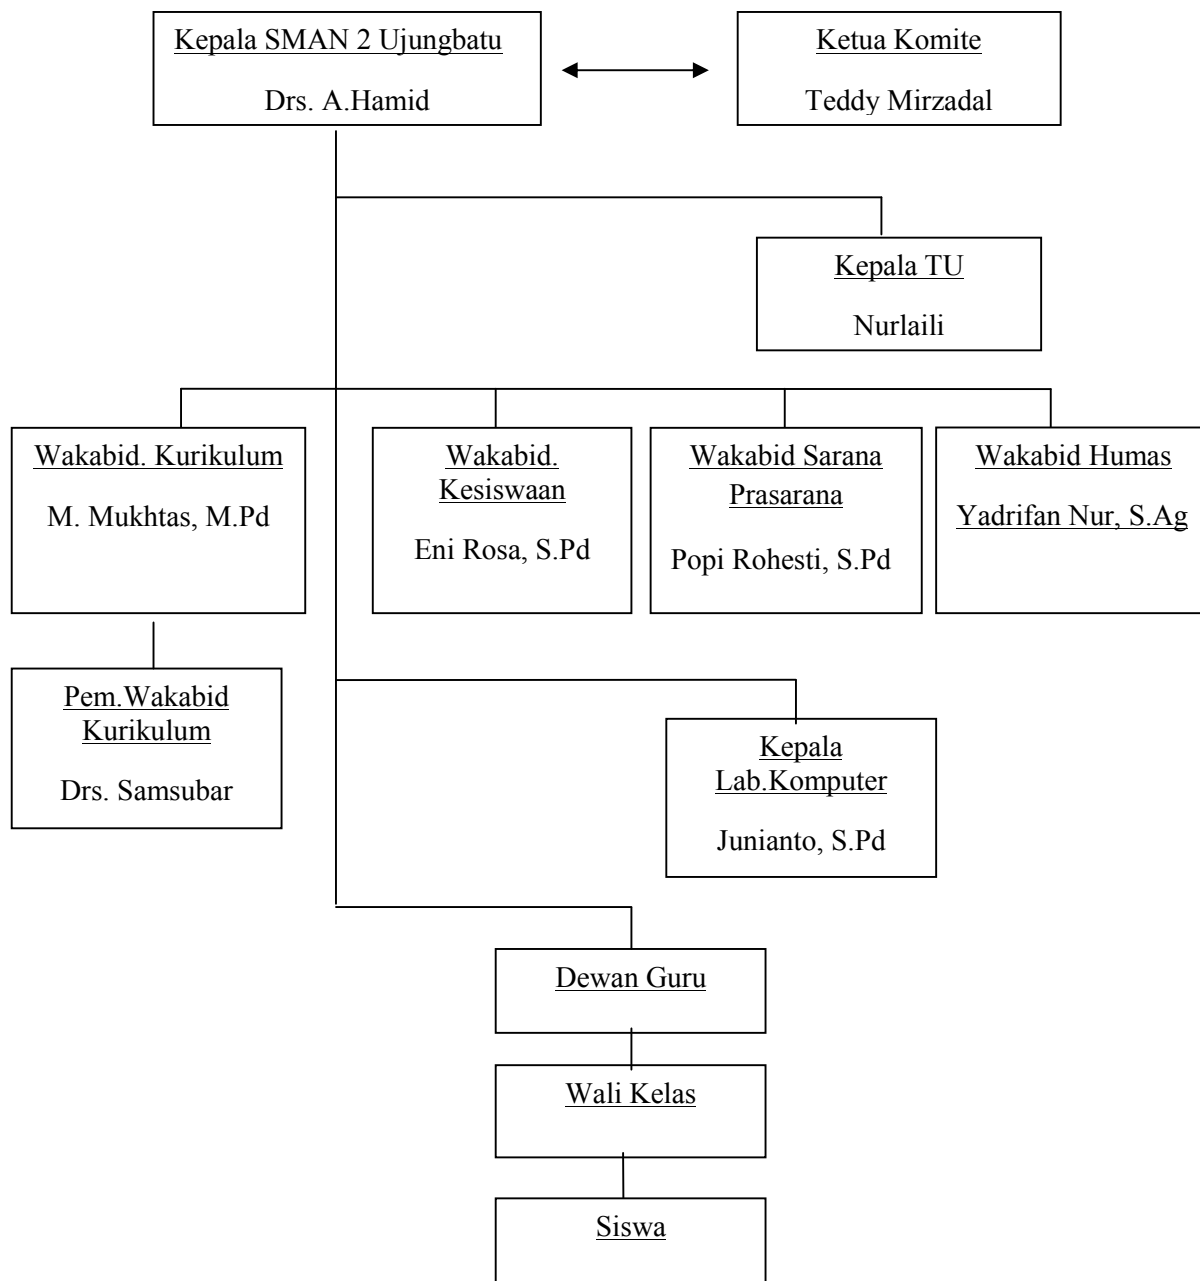 Kepala SMAN 2 Ujungbatu
Drs. A.Hamid
Ketua Komite
Teddy Mirzadal
Kepala TU
Nurlaili
Wakabid. Kurikulum
M. Mukhtas, M.Pd
Wakabid.
Kesiswaan
Eni Rosa, S.Pd
Wakabid Sarana
Prasarana
Popi Rohesti, S.Pd
Wakabid Humas
Yadrifan Nur, S.Ag
Pem.Wakabid
Kurikulum
Drs. Samsubar
Kepala
Lab.Komputer
Junianto, S.Pd
Dewan Guru
Wali Kelas
Siswa